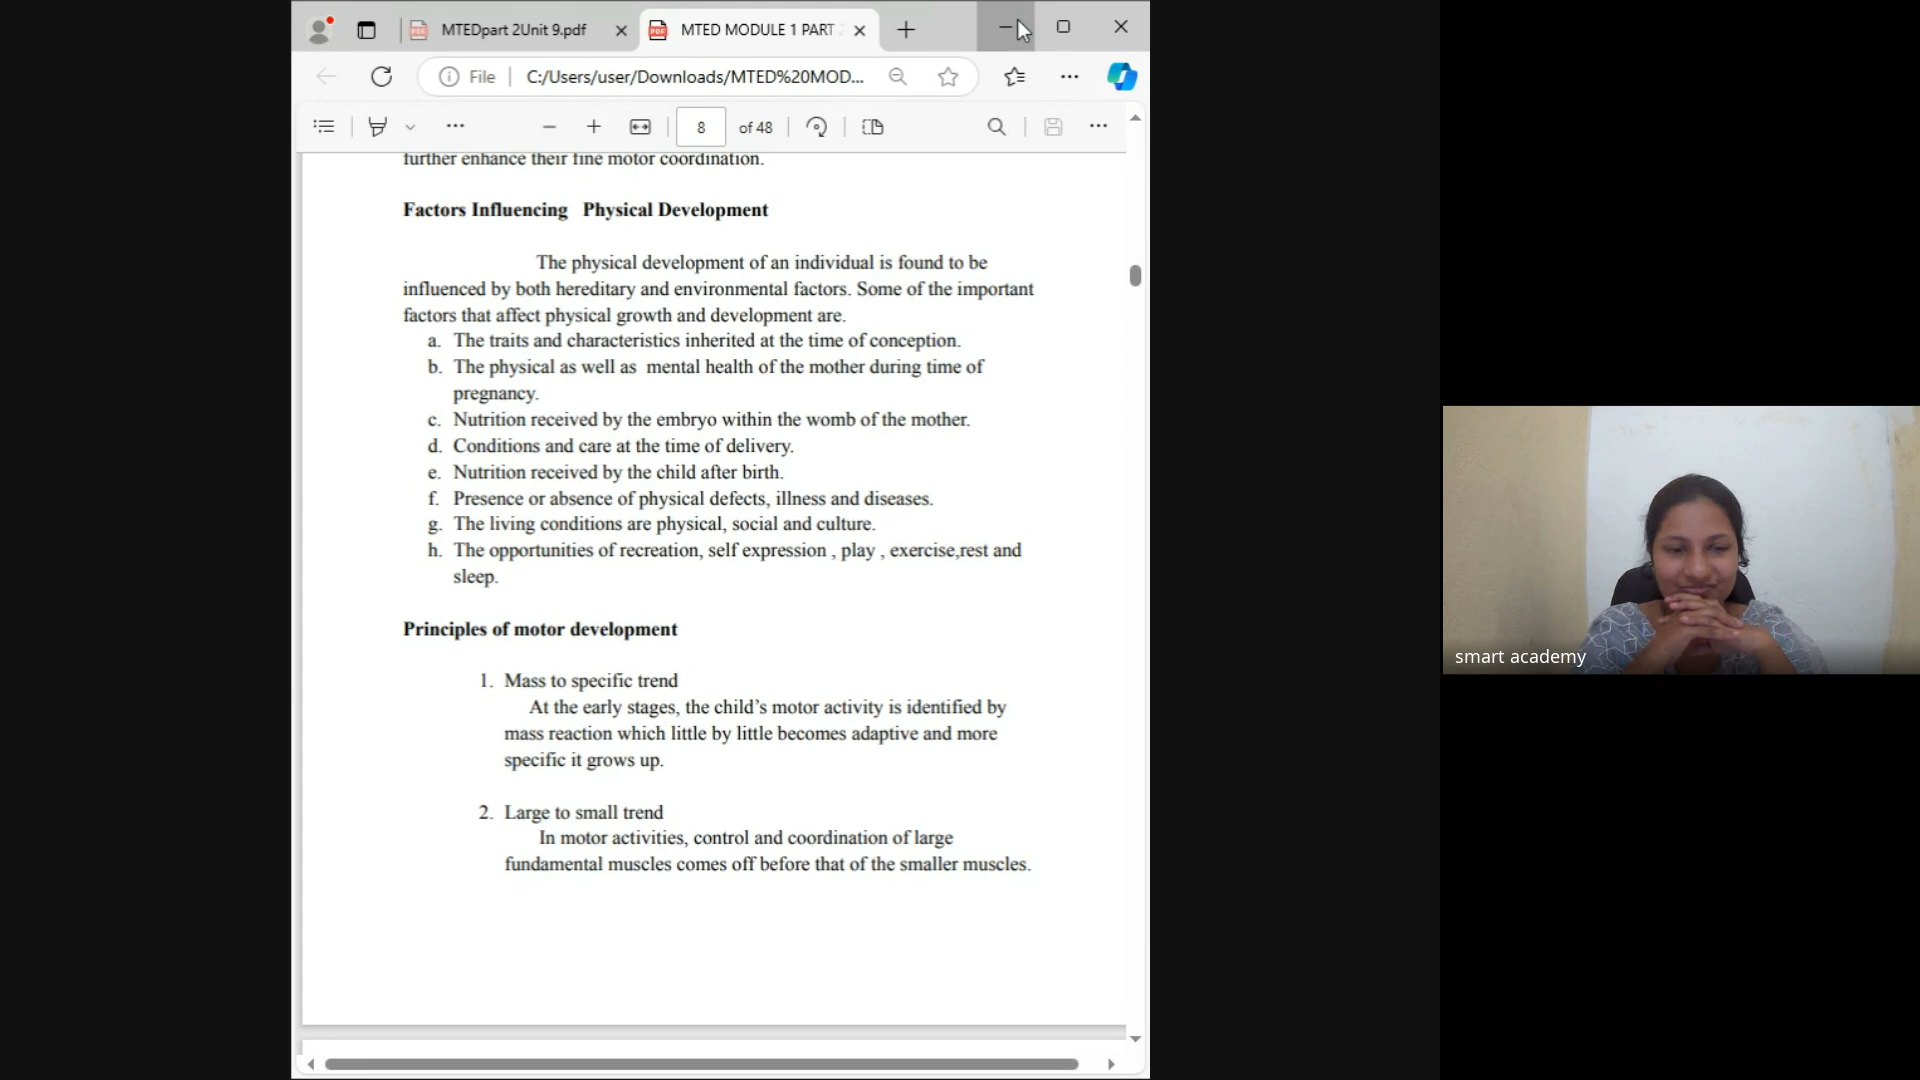 MTEDpart 2Unit 9.pdf
MTED MODULE 1 PART
File
C:/Users/user/Downloads/MTED%20MOD...
8 of 48
further enhance their fine motor coordination.
Factors Influencing Physical Development
The physical development of an individual is found to be
influenced by both hereditary and environmental factors. Some of the important
factors that affect physical growth and development are.
a. The traits and characteristics inherited at the time of conception.
b. The physical as well as mental health of the mother during time of
pregnancy.
c. Nutrition received by the embryo within the womb of the mother.
d. Conditions and care at the time of delivery.
e. Nutrition received by the child after birth.
f. Presence or absence of physical defects, illness and diseases.
g. The living conditions are physical, social and culture.
h. The opportunities of recreation, self expression , play , exercise,rest and
sleep.
Principles of motor development
1. Mass to specific trend
At the early stages, the child’s motor activity is identified by
mass reaction which little by little becomes adaptive and more
specific it grows up.
2. Large to small trend
In motor activities, control and coordination of large
fundamental muscles comes off before that of the smaller muscles.
smart academy